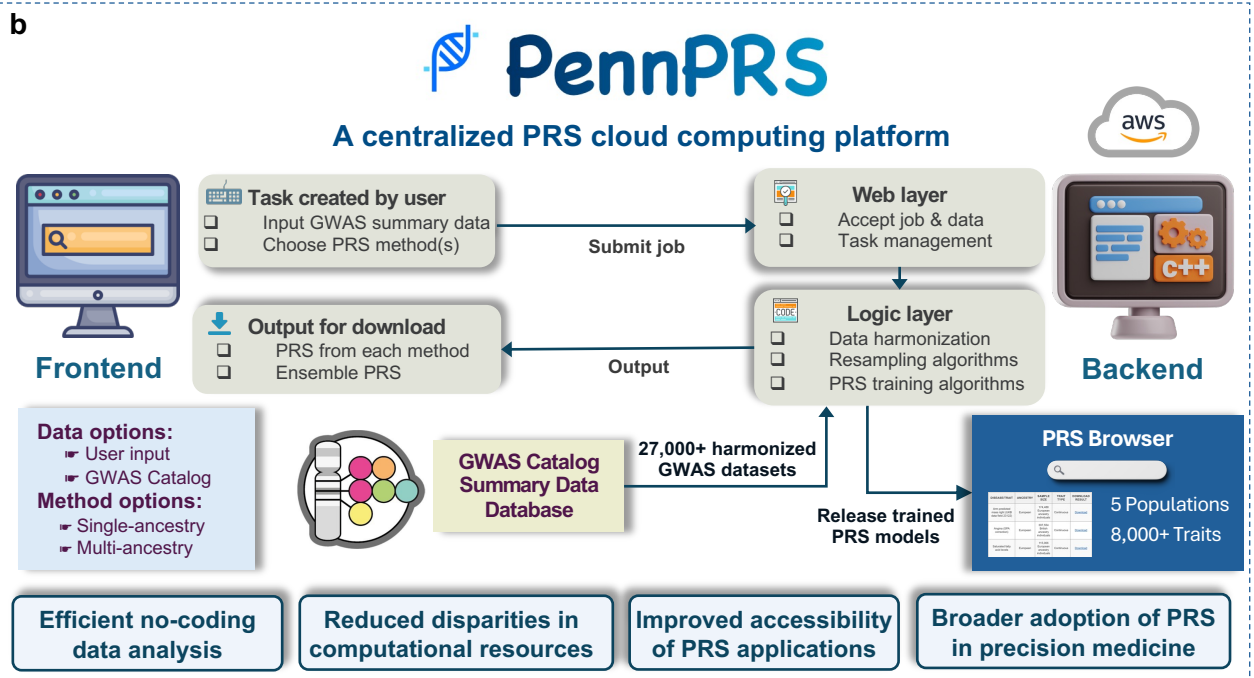 b
PennPRS
A centralized PRS cloud computing platform
aws
Task created by user
Input GWAS summary data
Choose PRS method(s)
Submit job
Web layer
Accept job & data
Task management
C++
Output for download
PRS from each method
Ensemble PRS
Output
CODE
Logic layer
Data harmonization
Resampling algorithms
PRS training algorithms
Frontend
Backend
Data options:
User input
GWAS Catalog
Method options:
Single-ancestry
Multi-ancestry
GWAS Catalog
Summary Data
Database
27,000+ harmonized
GWAS datasets
Release trained
PRS models
PRS Browser
5 Populations
8,000+ Traits
Efficient no-coding
data analysis
Reduced disparities in
computational resources
Improved accessibility
of PRS applications
Broader adoption of PRS
in precision medicine